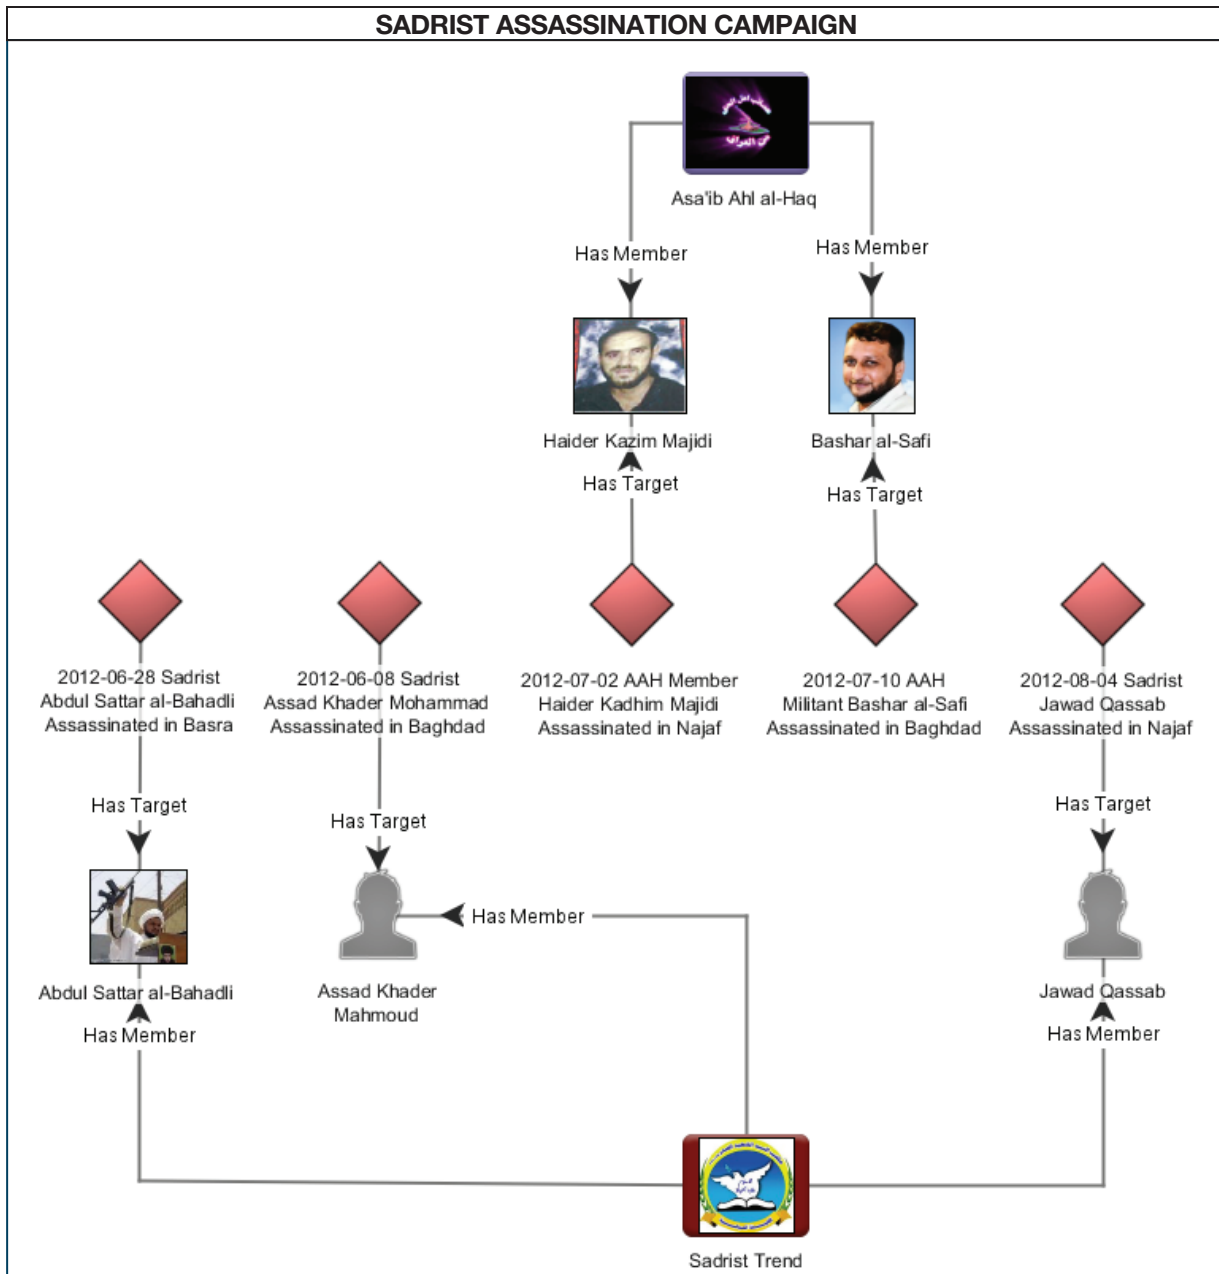 SADRIST ASSASSINATION CAMPAIGN
Asa'ib Ahl al-Haq
Has Member
Has Member
Haider Kazim Majidi
Bashar al-Safi
Has Target
Has Target
2012-06-28 Sadrist
Abdul Sattar al-Bahadli
Assassinated in Basra
2012-06-08 Sadrist
Assad Khader Mohammad
Assassinated in Baghdad
2012-07-02 AAH Member
Haider Kadhim Majidi
Assassinated in Najaf
2012-07-10 AAH
Militant Bashar al-Safi
Assassinated in Baghdad
2012-08-04 Sadrist
Jawad Qassab
Assassinated in Najaf
Has Target
Has Target
Has Target
Has Member
Abdul Sattar al-Bahadli
Assad Khader
Mahmoud
Jawad Qassab
Has Member
Has Member
Sadrist Trend